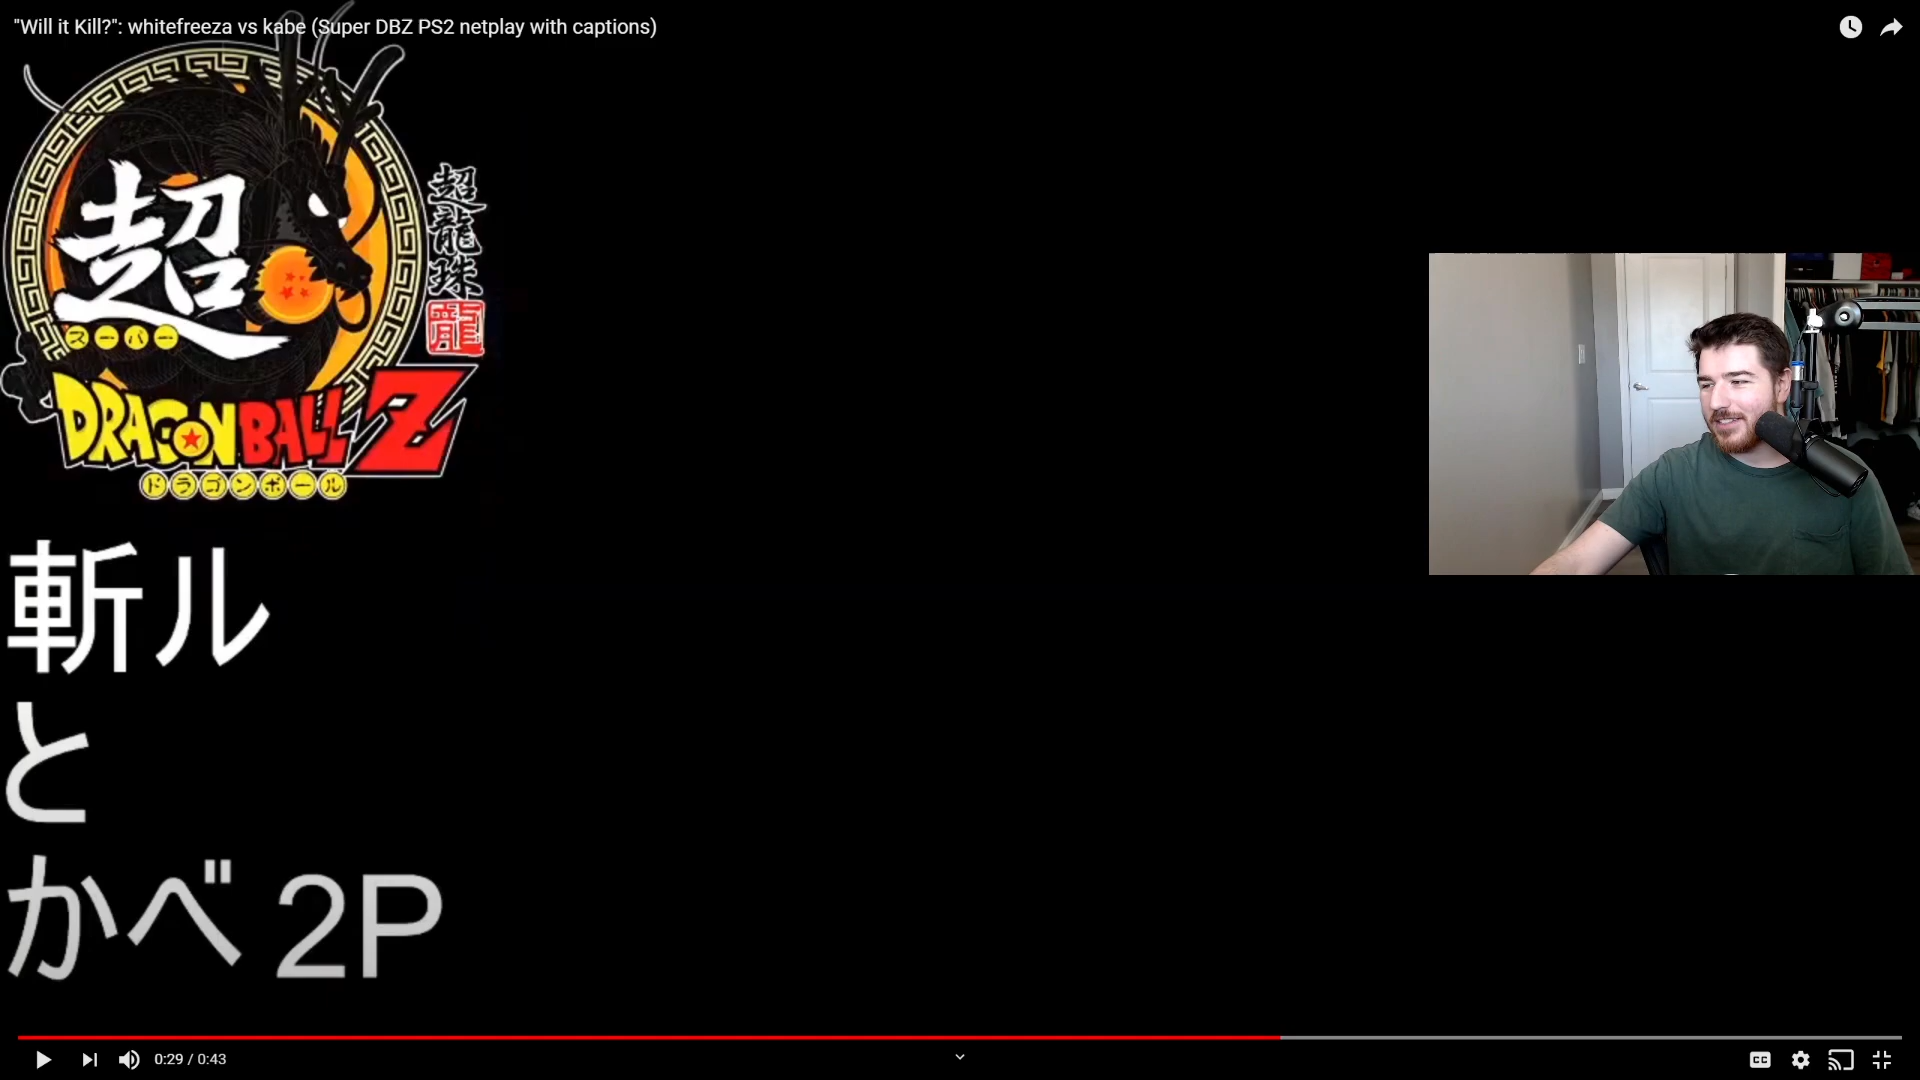 "Will it Kill?": whitefreeza vs kabe (Super DBZ PS2 netplay with captions)
超
スーパー
超龍珠
龍
DRAGONBALL Z
ドラゴンボール
斬ル
と
かべ 2P
0:29 / 0:43
CC